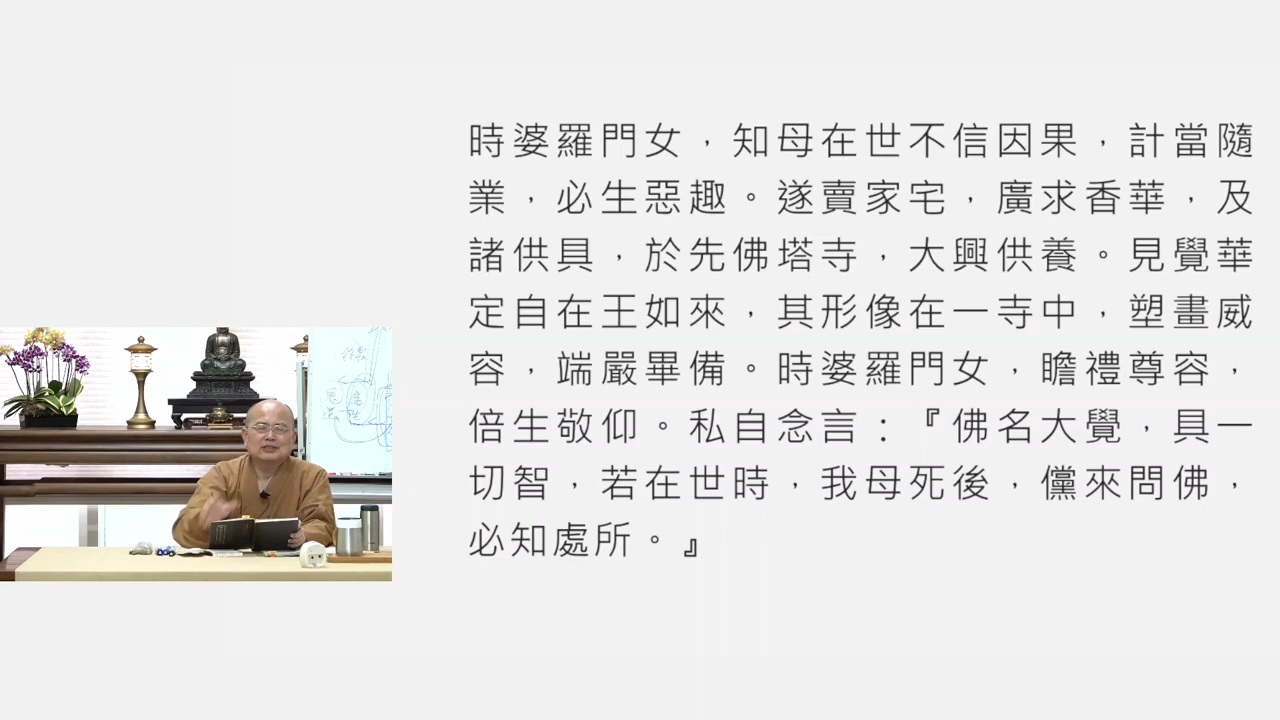 時婆羅門女，知母在世不信因果，計當隨
業，必生惡趣。遂賣家宅，廣求香華，及
諸供具，於先佛塔寺，大興供養。見覺華
定自在王如來，其形像在一寺中，塑畫威
容，端嚴畢備。時婆羅門女，瞻禮尊容，
倍生敬仰。私自念言：『佛名大覺，具一
切智，若在世時，我母死後，儻來問佛，
必知處所。』